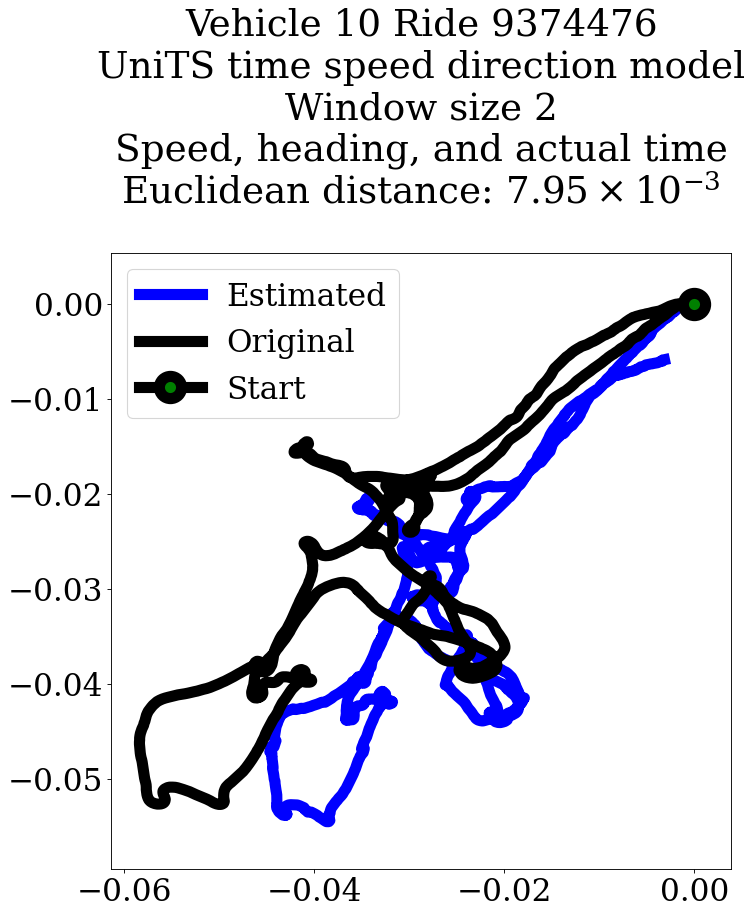 Vehicle 10 Ride 9374476
UniTS time speed direction model
Window size 2
Speed, heading, and actual time
Euclidean distance: $7.95 \times 10^{-3}$
Estimated
Original
Start
0.00
−0.01
−0.02
−0.03
−0.04
−0.05
−0.06 −0.04 −0.02 0.00